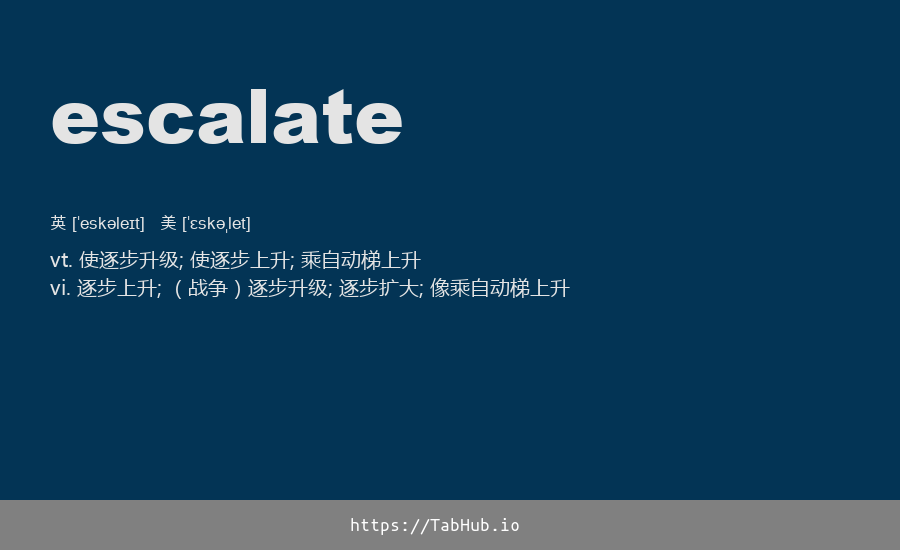 escalate
英 [ˈeskəleɪt] 美 [ˈɛskəˌlet]
vt. 使逐步升级; 使逐步上升; 乘自动梯上升
vi. 逐步上升; （战争）逐步升级; 逐步扩大; 像乘自动梯上升
https://TabHub.io